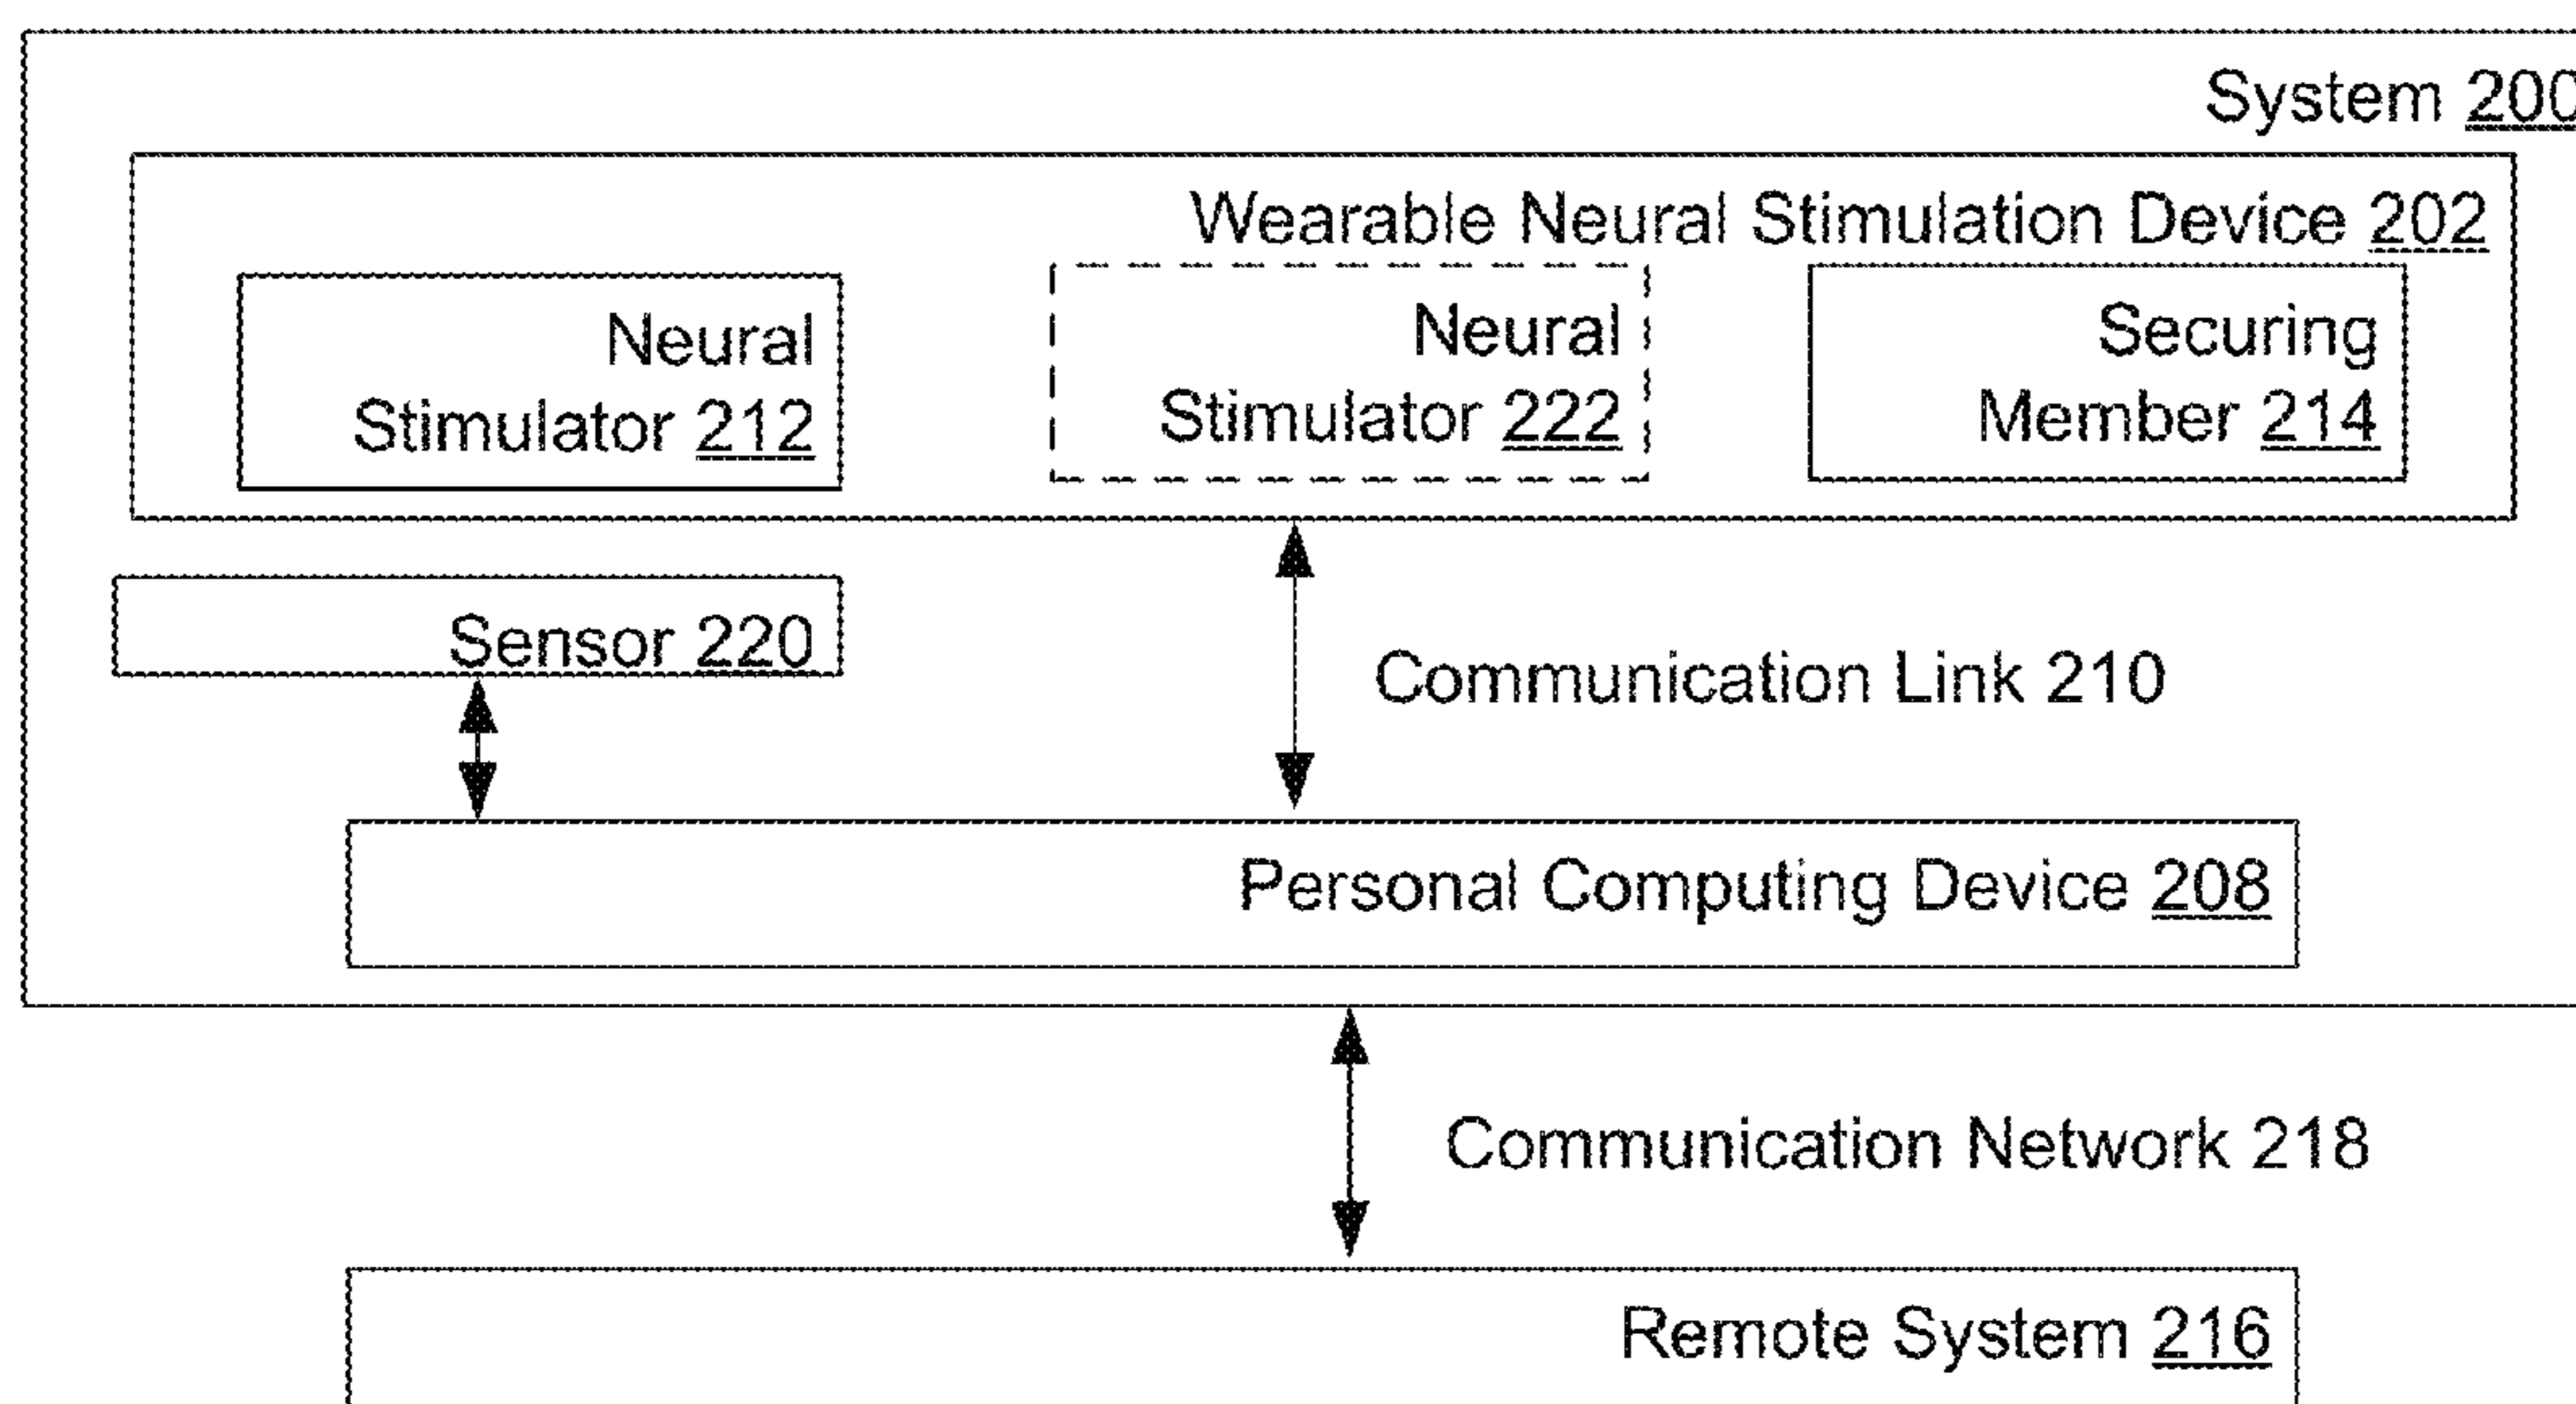 System 200
Wearable Neural Stimulation Device 202
Neural
Stimulator 212
Neural
Stimulator 222
Securing
Member 214
Sensor 220
Communication Link 210
Personal Computing Device 208
Communication Network 218
Remote System 216